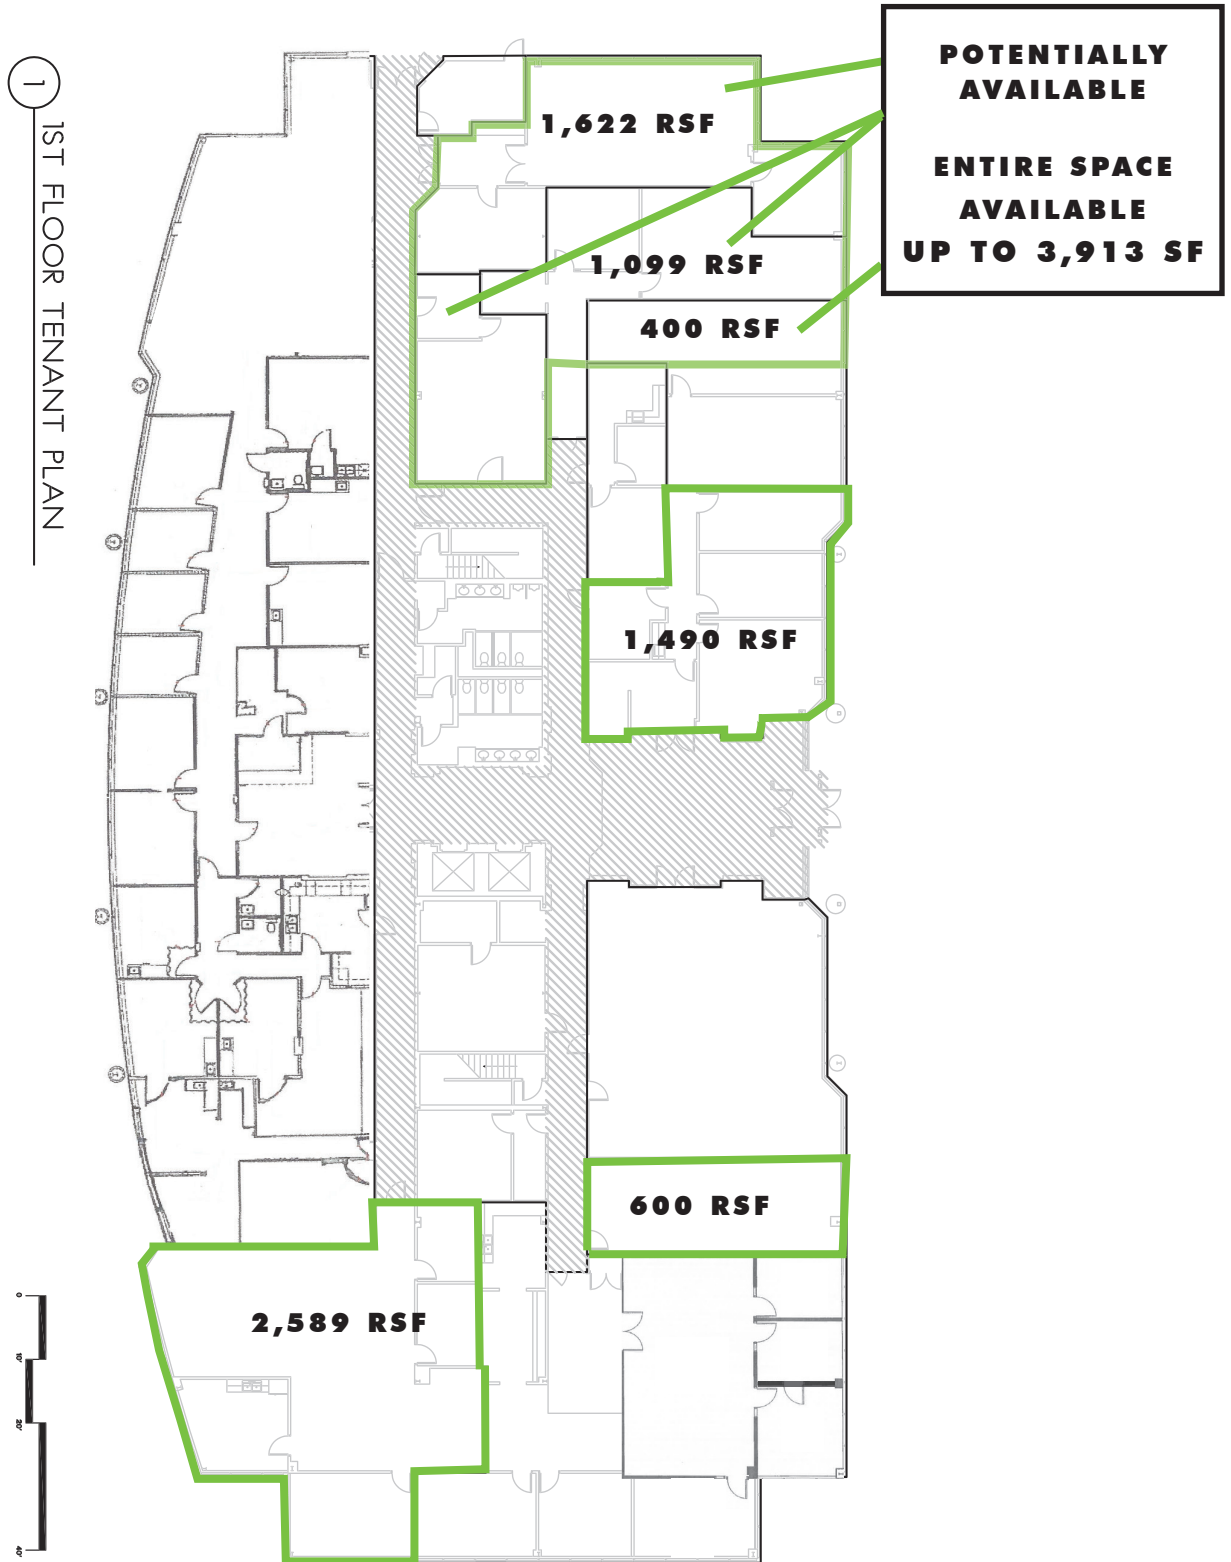 POTENTIALLY
AVAILABLE
ENTIRE SPACE
AVAILABLE
UP TO 3,913 SF
1
1ST FLOOR TENANT PLAN
1,622 RSF
1,099 RSF
400 RSF
1,490 RSF
600 RSF
2,589 RSF
0
10'
20'
40'